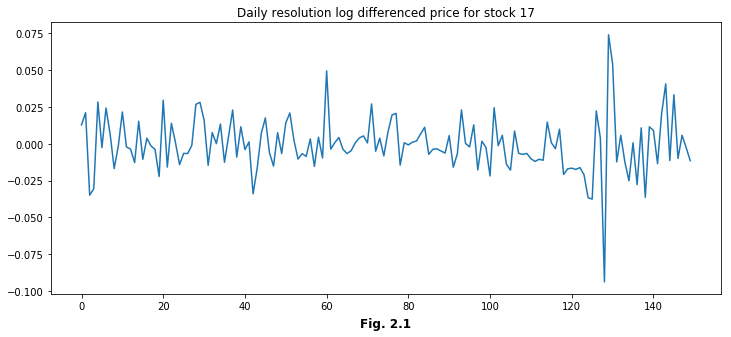 Daily resolution log differenced price for stock 17
0.075
0.050
0.025
0.000
−0.025
−0.050
−0.075
−0.100
0 20 40 60 80 100 120 140
Fig. 2.1